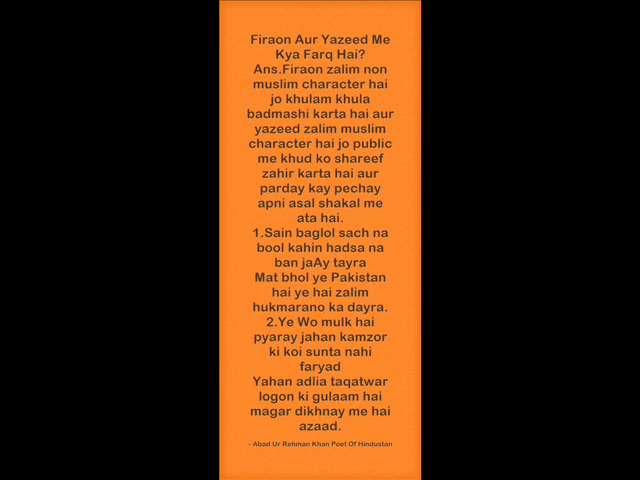 Firaon Aur Yazeed Me
Kya Farq Hai?
Ans.Firaon zalim non
muslim character hai
jo khulam khula
badmashi karta hai aur
yazeed zalim muslim
character hai jo public
me khud ko shareef
zahir karta hai aur
parday kay pechay
apni asal shakal me
ata hai.
1.Sain baglol sach na
bool kahin hadsa na
ban jaAy tayra
Mat bhol ye Pakistan
hai ye hai zalim
hukmarano ka dayra.
2.Ye Wo mulk hai
pyaray jahan kamzor
ki koi sunta nahi
faryad
Yahan adlia taqatwar
logon ki gulaam hai
magar dikhnay me hai
azaad.
- Abad Ur Rehman Khan Poet Of Hindustan